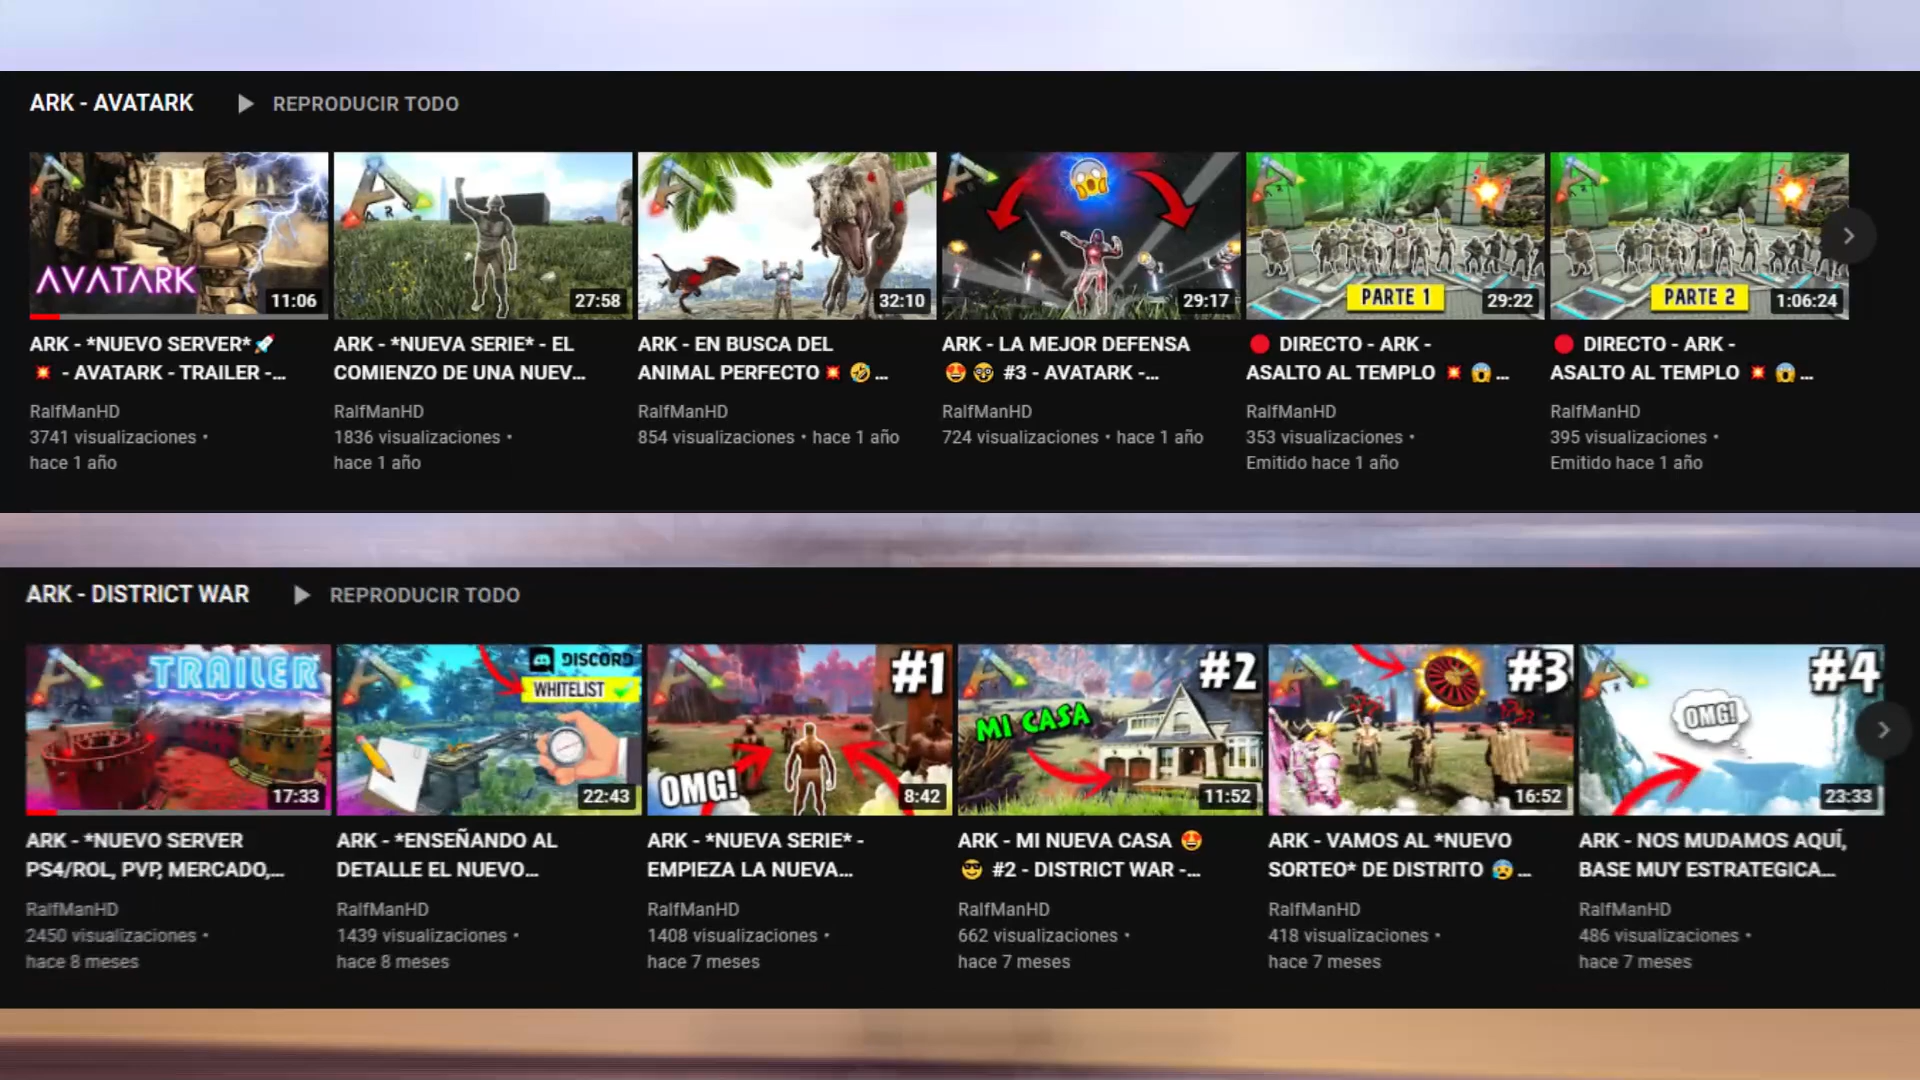 ARK - AVATARK ▶ REPRODUCIR TODO
AVATARK
11:06
27:58
32:10
29:17
PARTE 1
29:22
PARTE 2
1:06:24
ARK - *NUEVO SERVER*🚀
💥 - AVATARK - TRAILER -...
RalfManHD
3741 visualizaciones •
hace 1 año
ARK - *NUEVA SERIE* - EL
COMIENZO DE UNA NUEV...
RalfManHD
1836 visualizaciones •
hace 1 año
ARK - EN BUSCA DEL
ANIMAL PERFECTO 💥 🤣 ...
RalfManHD
854 visualizaciones • hace 1 año
ARK - LA MEJOR DEFENSA
🤩 🤓 #3 - AVATARK -...
RalfManHD
724 visualizaciones • hace 1 año
🔴 DIRECTO - ARK -
ASALTO AL TEMPLO 💥 😱 ...
RalfManHD
353 visualizaciones •
Emitido hace 1 año
🔴 DIRECTO - ARK -
ASALTO AL TEMPLO 💥 😱 ...
RalfManHD
395 visualizaciones •
Emitido hace 1 año
ARK - DISTRICT WAR ▶ REPRODUCIR TODO
TRAILER
17:33
DISCORD
WHITELIST
22:43
#1
OMG!
8:42
#2
MI CASA
11:52
#3
16:52
#4
OMG!
23:33
ARK - *NUEVO SERVER
PS4/ROL, PVP, MERCADO,...
RalfManHD
2450 visualizaciones •
hace 8 meses
ARK - *ENSEÑANDO AL
DETALLE EL NUEVO...
RalfManHD
1439 visualizaciones •
hace 8 meses
ARK - *NUEVA SERIE* -
EMPIEZA LA NUEVA...
RalfManHD
1408 visualizaciones •
hace 7 meses
ARK - MI NUEVA CASA 🤩
😎 #2 - DISTRICT WAR -...
RalfManHD
662 visualizaciones •
hace 7 meses
ARK - VAMOS AL *NUEVO
SORTEO* DE DISTRITO 😰 ...
RalfManHD
418 visualizaciones •
hace 7 meses
ARK - NOS MUDAMOS AQUÍ,
BASE MUY ESTRATEGICA...
RalfManHD
486 visualizaciones •
hace 7 meses